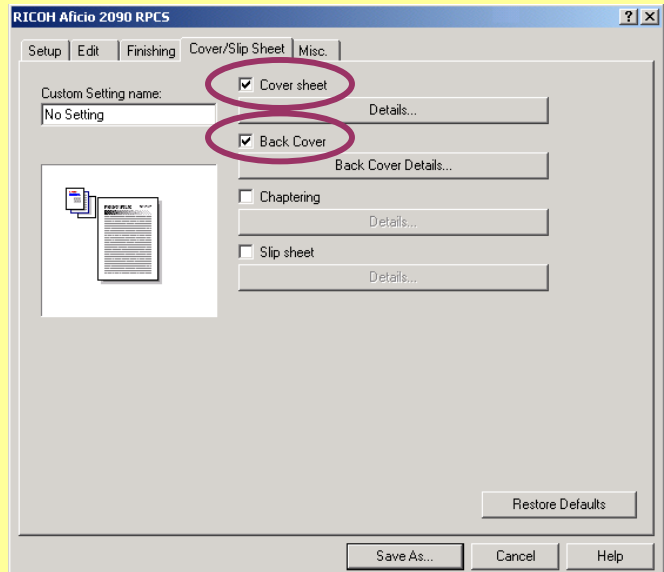 RICOH Aficio 2090 RPCS
Setup Edit Finishing Cover/Slip Sheet Misc.
Custom Setting name:
No Setting
Cover sheet
Details...
Back Cover
Back Cover Details...
Chaptering
Details...
Slip sheet
Details...
Restore Defaults
Save As... Cancel Help